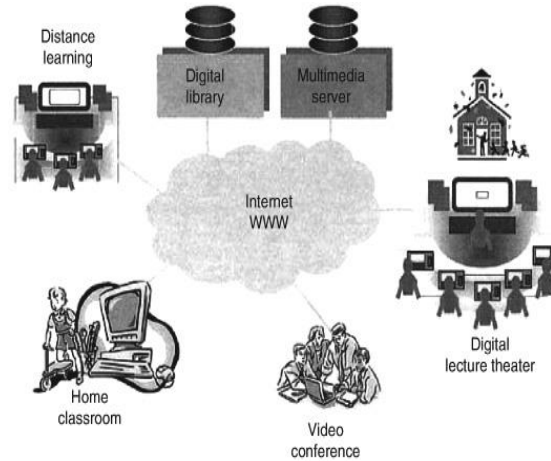 Distance
learning
Digital
library
Multimedia
server
Internet
WWW
Digital
lecture theater
Home
classroom
Video
conference